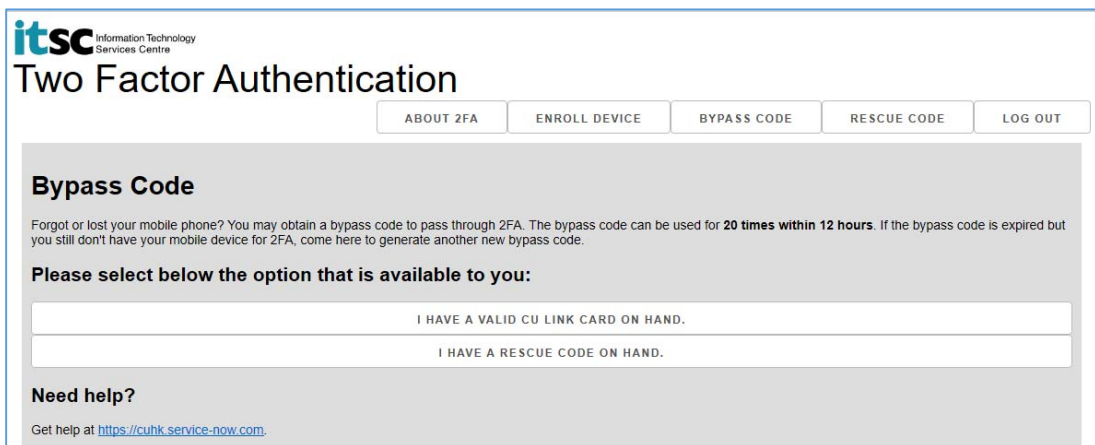 itsc Information Technology
Services Centre
Two Factor Authentication
ABOUT 2FA
ENROLL DEVICE
BYPASS CODE
RESCUE CODE
LOG OUT
Bypass Code
Forgot or lost your mobile phone? You may obtain a bypass code to pass through 2FA. The bypass code can be used for 20 times within 12 hours. If the bypass code is expired but
you still don't have your mobile device for 2FA, come here to generate another new bypass code.
Please select below the option that is available to you:
I HAVE A VALID CU LINK CARD ON HAND.
I HAVE A RESCUE CODE ON HAND.
Need help?
Get help at https://cuhk.service-now.com.